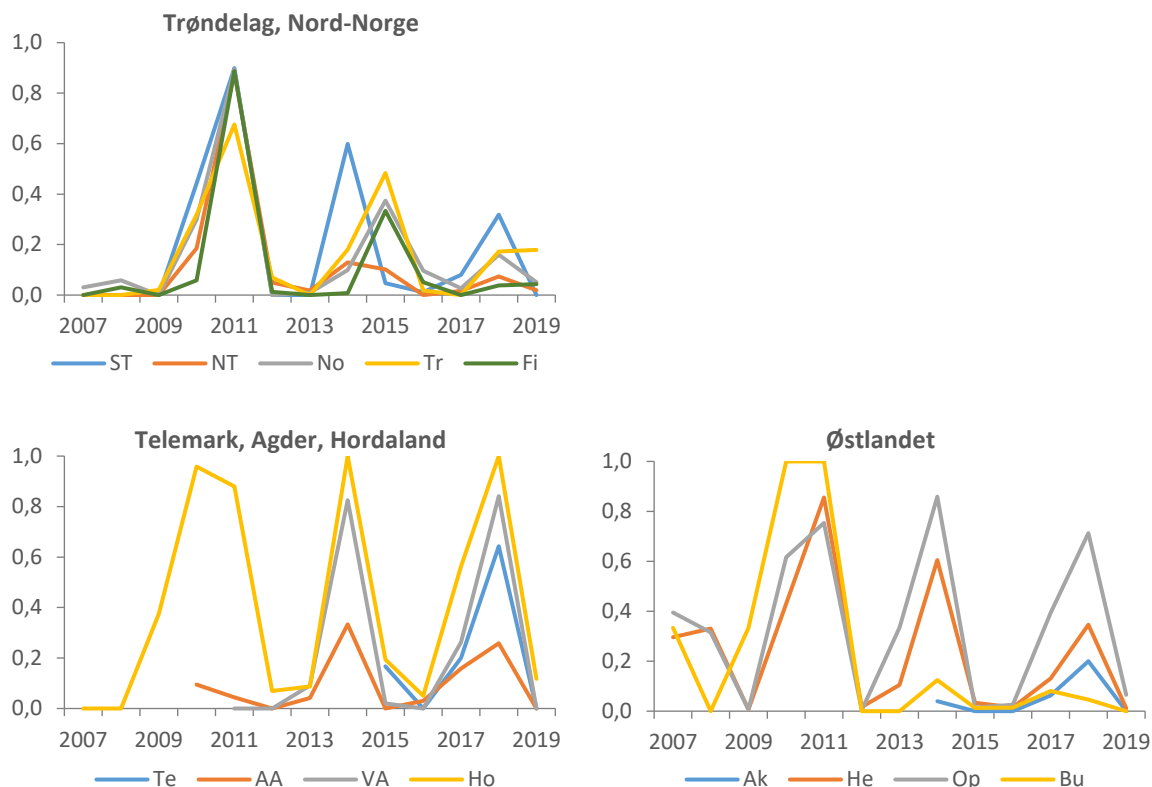 Trøndelag, Nord-Norge
1,0
0,8
0,6
0,4
0,2
0,0
2007 2009 2011 2013 2015 2017 2019
ST NT No Tr Fi
Telemark, Agder, Hordaland
1,0
0,8
0,6
0,4
0,2
0,0
2007 2009 2011 2013 2015 2017 2019
Te AA VA Ho
Østlandet
1,0
0,8
0,6
0,4
0,2
0,0
2007 2009 2011 2013 2015 2017 2019
Ak He Op Bu